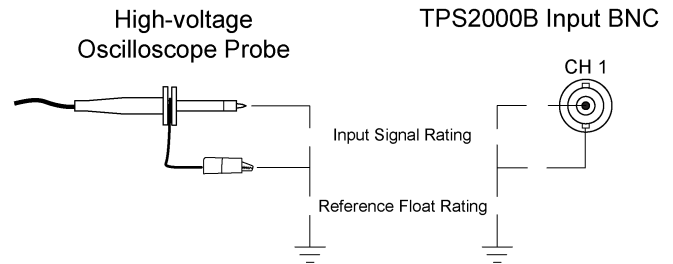 High-voltage
Oscilloscope Probe
TPS2000B Input BNC
CH 1
Input Signal Rating
Reference Float Rating